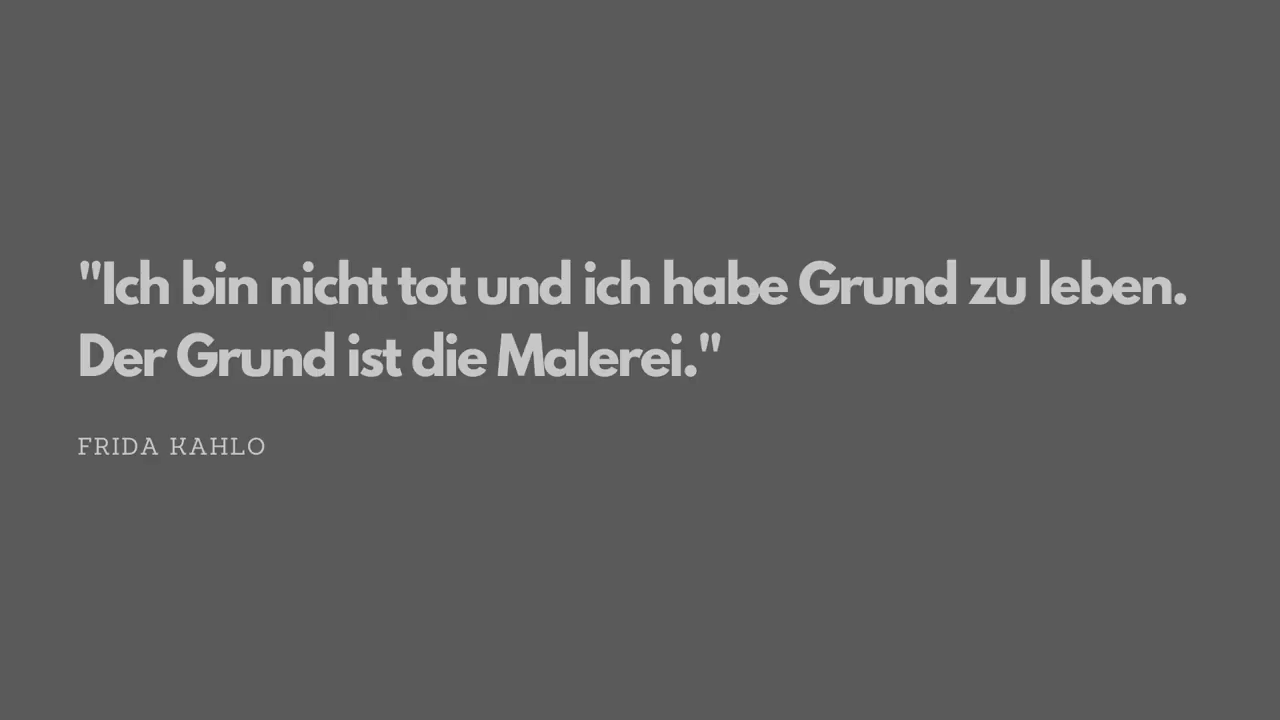 "Ich bin nicht tot und ich habe Grund zu leben.
Der Grund ist die Malerei."
FRIDA KAHLO